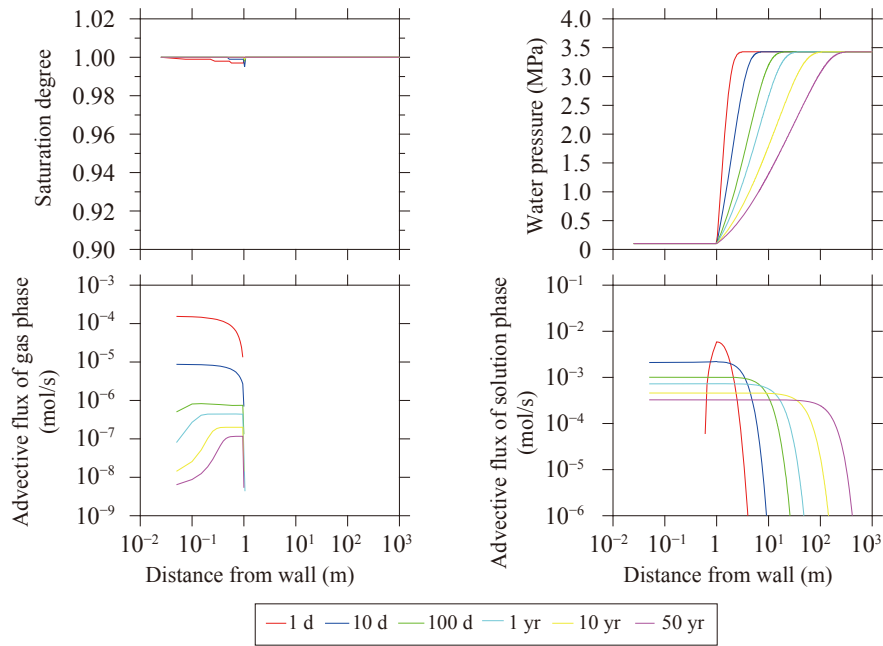 Saturation degree
1.02
1.00
0.98
0.96
0.94
0.92
0.90
Water pressure (MPa)
4.0
3.5
3.0
2.5
2.0
1.5
1.0
0.5
0
Advective flux of gas phase
(mol/s)
10⁻³
10⁻⁴
10⁻⁵
10⁻⁶
10⁻⁷
10⁻⁸
10⁻⁹
10⁻² 10⁻¹ 1 10¹ 10² 10³
Distance from wall (m)
Advective flux of solution phase
(mol/s)
10⁻¹
10⁻²
10⁻³
10⁻⁴
10⁻⁵
10⁻⁶
10⁻² 10⁻¹ 1 10¹ 10² 10³
Distance from wall (m)
1 d 10 d 100 d 1 yr 10 yr 50 yr